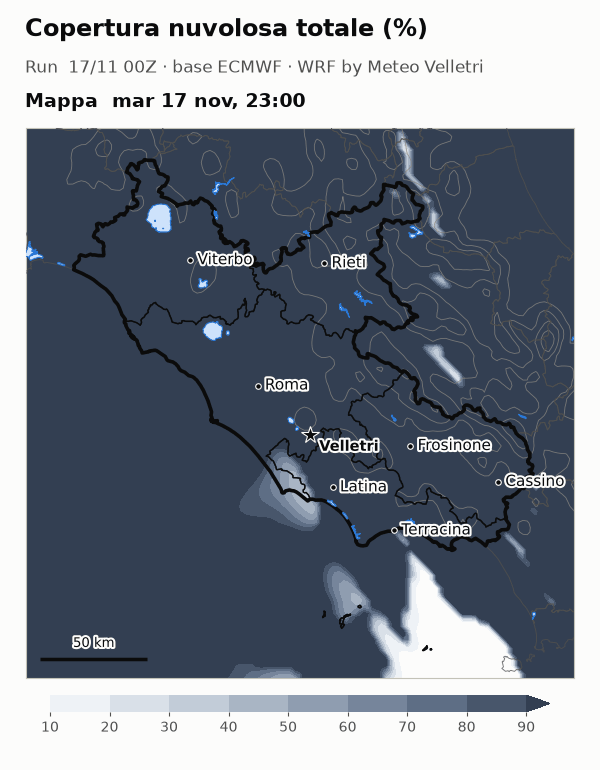 Copertura nuvolosa totale (%)
Run 17/11 00Z · base ECMWF · WRF by Meteo Velletri
Mappa mar 17 nov, 23:00
Viterbo
Rieti
Roma
Velletri
Frosinone
Cassino
Latina
Terracina
50 km
10 20 30 40 50 60 70 80 90